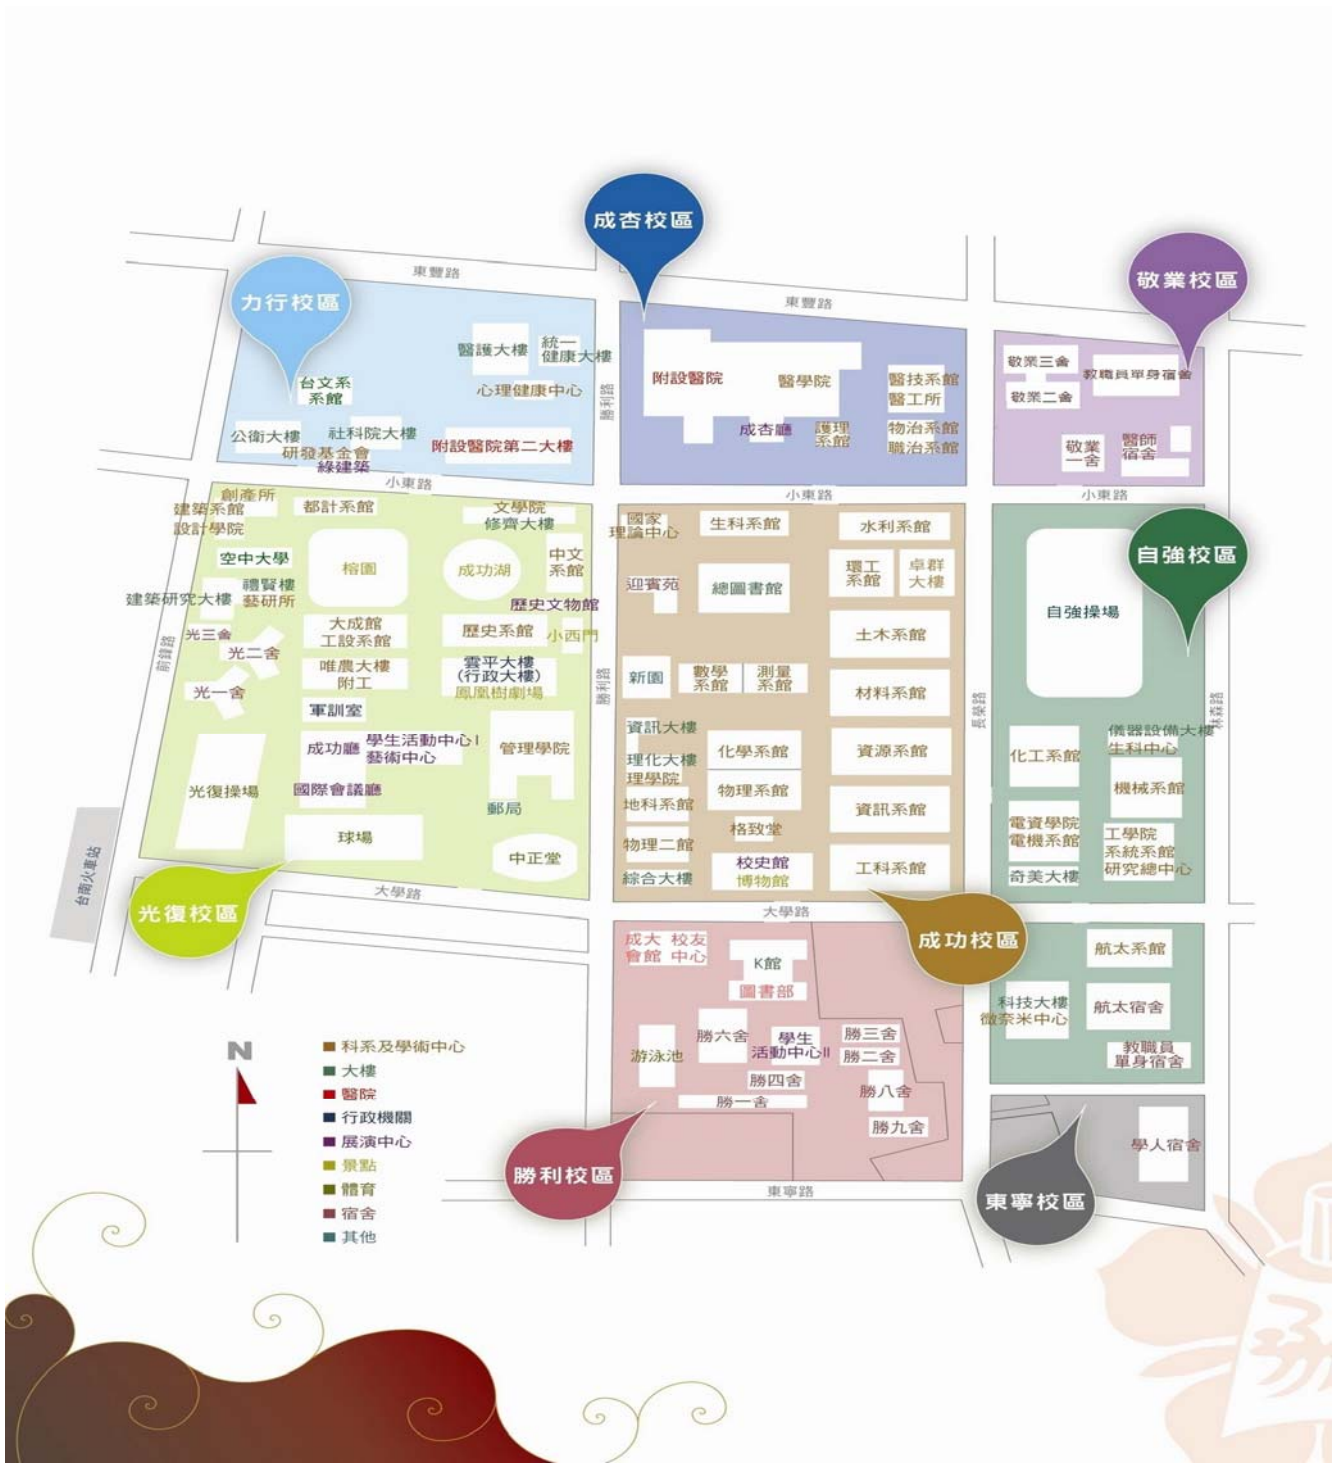 成杏校區
敬業校區
力行校區
東豐路
東豐路
醫護大樓
統一
健康大樓
心理健康中心
台文系
系館
公衛大樓
社科院大樓
研發基金會
綠建築
附設醫院第二大樓
勝利路
附設醫院
醫學院
成杏廳
護理
系館
醫技系館
醫工所
物治系館
職治系館
敬業三舍
敬業二舍
教職員單身宿舍
敬業
一舍
醫師
宿舍
小東路
小東路
小東路
創產所
建築系館
設計學院
都計系館
文學院
修齊大樓
空中大學
榕園
成功湖
中文
系館
禮賢樓
藝研所
建築研究大樓
歷史文物館
光三舍
光二舍
光一舍
大成館
工設系館
歷史系館
小西門
唯農大樓
附工
雲平大樓
(行政大樓)
鳳凰樹劇場
軍訓室
成功廳
學生活動中心I
藝術中心
管理學院
光復操場
國際會議廳
郵局
球場
中正堂
前鋒路
台南火車站
勝利路
大學路
光復校區
國家
理論中心
生科系館
水利系館
迎賓苑
總圖書館
環工
系館
卓群
大樓
土木系館
新園
數學
系館
測量
系館
材料系館
資訊大樓
理化大樓
理學院
化學系館
資源系館
地科系館
物理系館
資訊系館
物理二館
格致堂
綜合大樓
校史館
博物館
工科系館
長榮路
大學路
成功校區
自強校區
自強操場
林森路
化工系館
儀器設備大樓
生科中心
機械系館
電資學院
電機系館
工學院
系統系館
研究總中心
奇美大樓
航太系館
科技大樓
微奈米中心
航太宿舍
教職員
單身宿舍
成大 校友
會館 中心
K館
圖書部
游泳池
勝六舍
學生
活動中心II
勝三舍
勝二舍
勝四舍
勝一舍
勝八舍
勝九舍
勝利校區
東寧路
東寧校區
學人宿舍
N
科系及學術中心
大樓
醫院
行政機關
展演中心
景點
體育
宿舍
其他